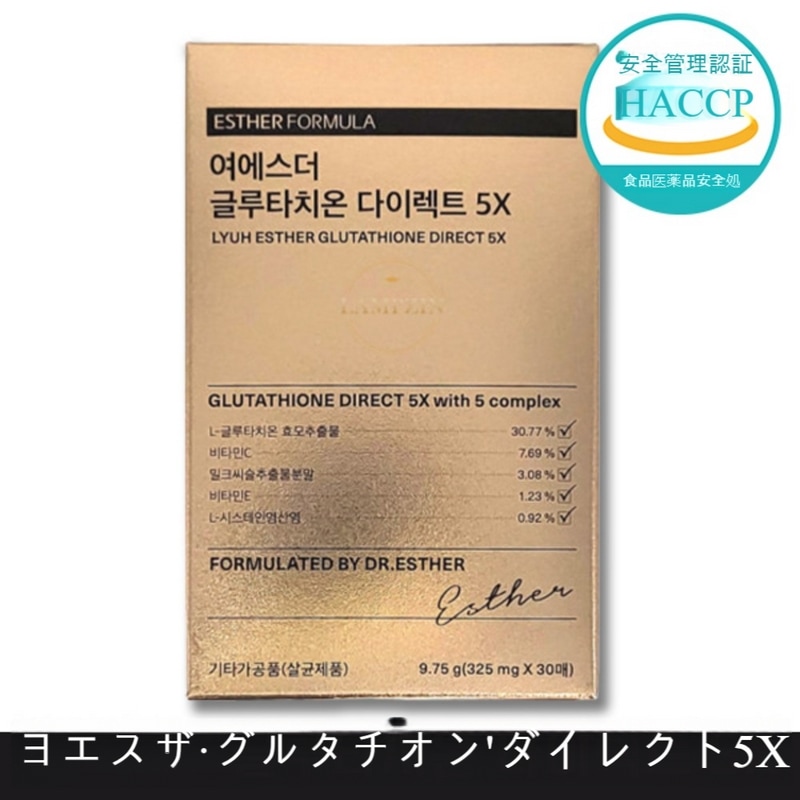 安全管理認証
HACCP
食品医薬品安全処
ESTHER FORMULA
여에스더
글루타치온 다이렉트 5X
LYUH ESTHER GLUTATHIONE DIRECT 5X
GLUTATHIONE DIRECT 5X with 5 complex
L-글루타치온 효모추출물 30.77 %
비타민C 7.69 %
밀크씨슬추출물분말 3.08 %
비타민E 1.23 %
L-시스테인염산염 0.92 %
FORMULATED BY DR.ESTHER
Esther
기타가공품(살균제품) 9.75 g(325 mg X 30매)
ヨエスザ·グルタチオン'ダイレクト5X